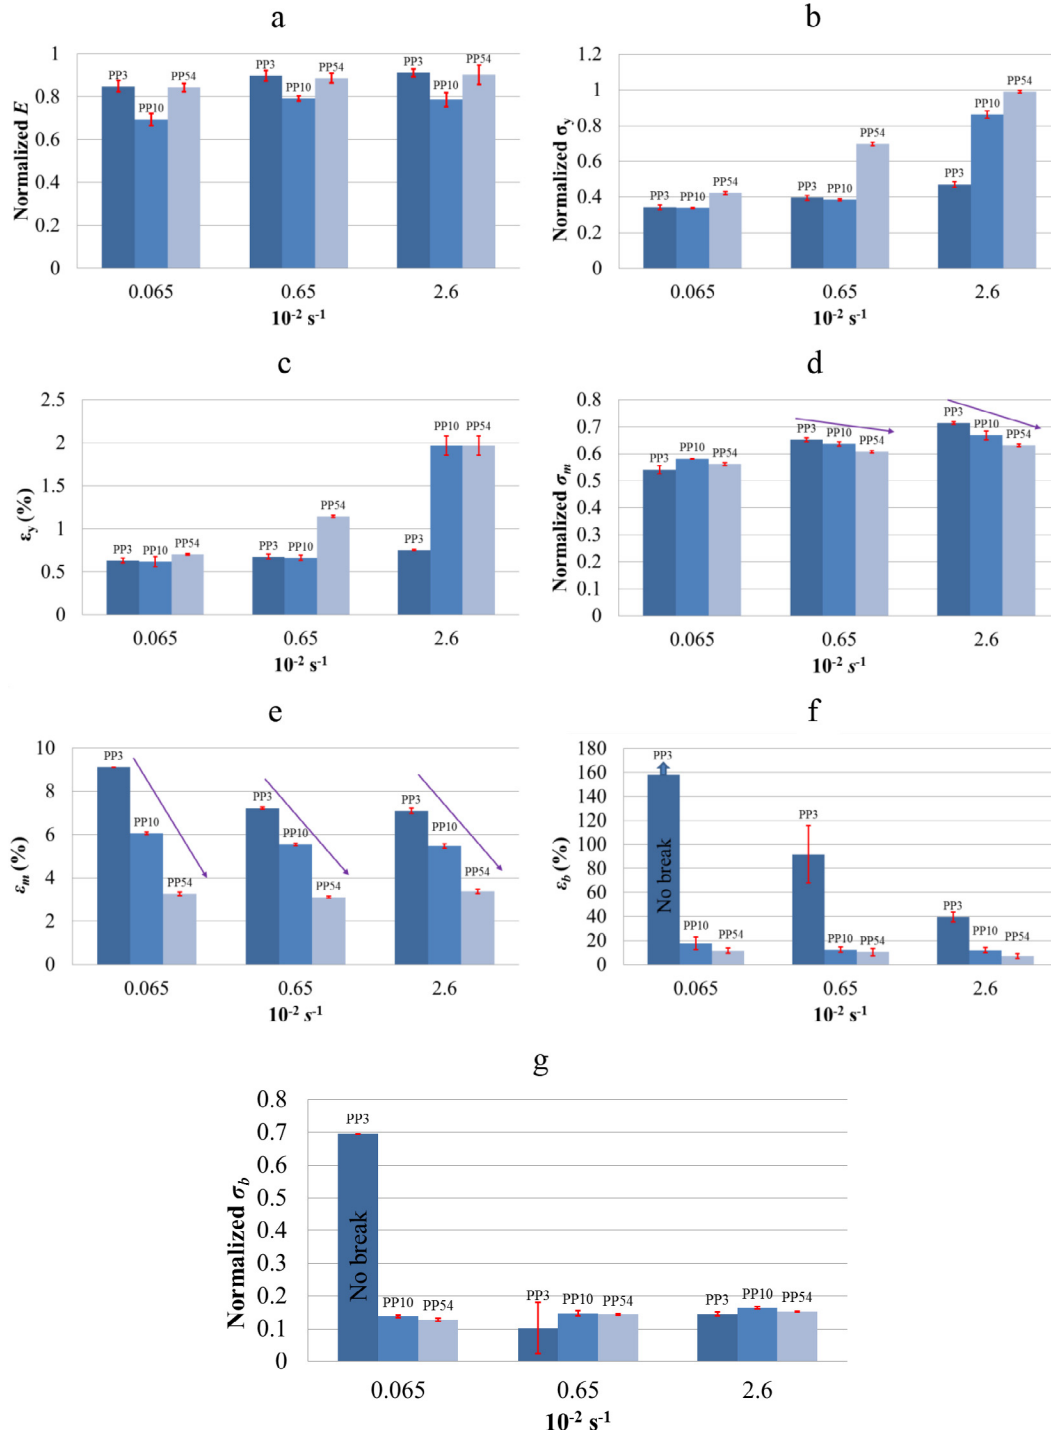 a
Normalized E
1
0.8
0.6
0.4
0.2
0
PP3
PP10
PP54
PP3
PP10
PP54
PP3
PP10
PP54
0.065
0.65
2.6
10⁻² s⁻¹
b
Normalized σy
1.2
1
0.8
0.6
0.4
0.2
0
PP3
PP10
PP54
PP3
PP10
PP54
PP3
PP10
PP54
0.065
0.65
2.6
10⁻² s⁻¹
c
εy (%)
2.5
2
1.5
1
0.5
0
PP3
PP10
PP54
PP3
PP10
PP54
PP3
PP10
PP54
0.065
0.65
2.6
10⁻² s⁻¹
d
Normalized σm
0.8
0.7
0.6
0.5
0.4
0.3
0.2
0.1
0
PP3
PP10
PP54
PP3
PP10
PP54
PP3
PP10
PP54
0.065
0.65
2.6
10⁻² s⁻¹
e
εm (%)
10
8
6
4
2
0
PP3
PP10
PP54
PP3
PP10
PP54
PP3
PP10
PP54
0.065
0.65
2.6
10⁻² s⁻¹
f
εb (%)
180
160
140
120
100
80
60
40
20
0
PP3
No break
PP10
PP54
PP3
PP10
PP54
PP3
PP10
PP54
0.065
0.65
2.6
10⁻² s⁻¹
g
Normalized σb
0.8
0.7
0.6
0.5
0.4
0.3
0.2
0.1
0
PP3
No break
PP10
PP54
PP3
PP10
PP54
PP3
PP10
PP54
0.065
0.65
2.6
10⁻² s⁻¹